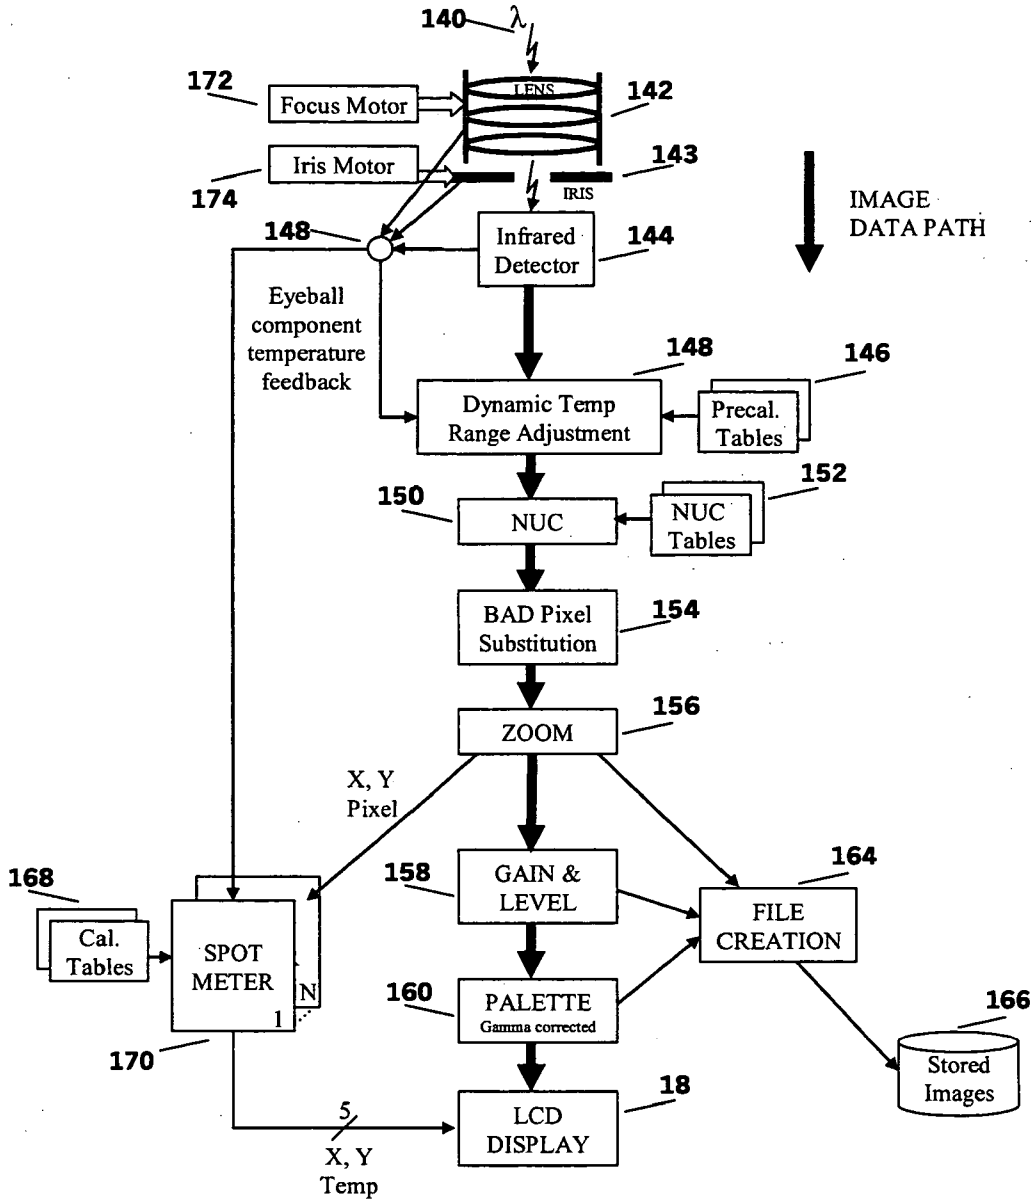 140
λ
172
LENS
142
Focus Motor
Iris Motor
143
174
IRIS
IMAGE
DATA PATH
148
Infrared
Detector
144
Eyeball
component
temperature
feedback
148
146
Dynamic Temp
Range Adjustment
Precal.
Tables
150
152
NUC
NUC
Tables
BAD Pixel
Substitution
154
156
ZOOM
X, Y
Pixel
158
GAIN &
LEVEL
164
168
FILE
CREATION
Cal.
Tables
SPOT
METER
N
1
160
PALETTE
Gamma corrected
166
170
Stored
Images
18
5
LCD
DISPLAY
X, Y
Temp